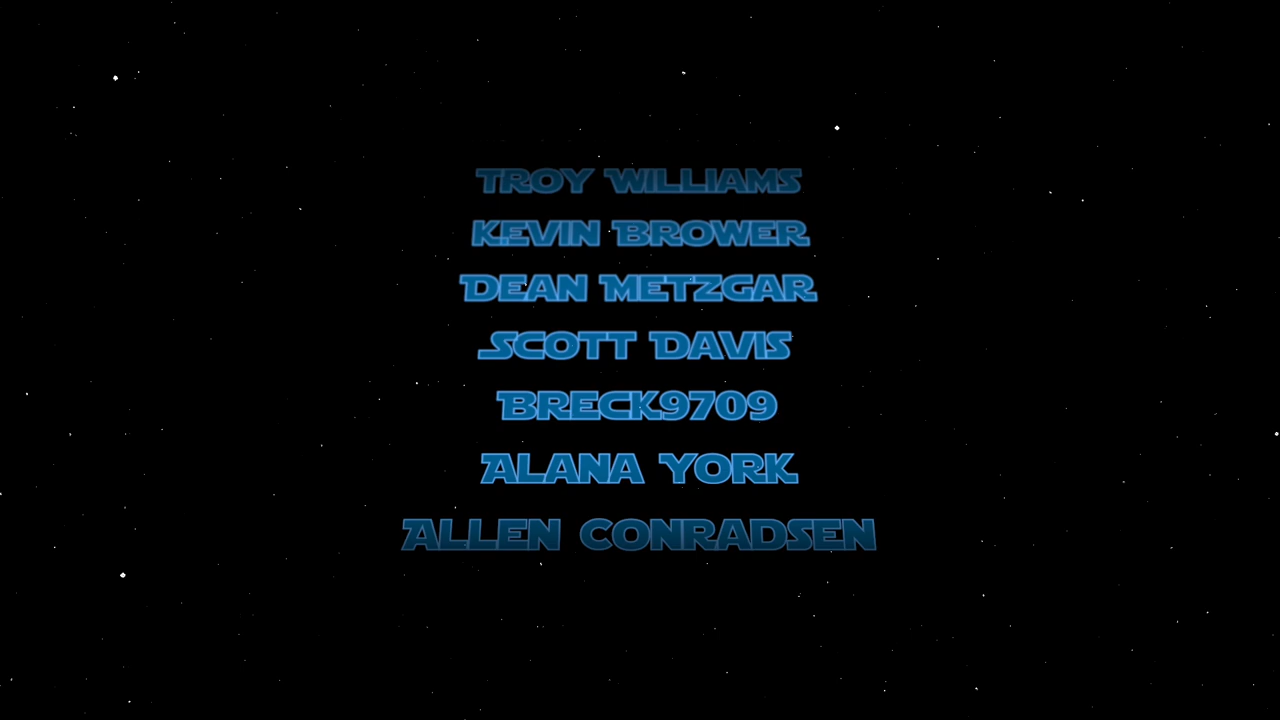 Troy Williams
Kevin Brower
Dean Metzgar
Scott Davis
Breck9709
Alana York
Allen Conradsen